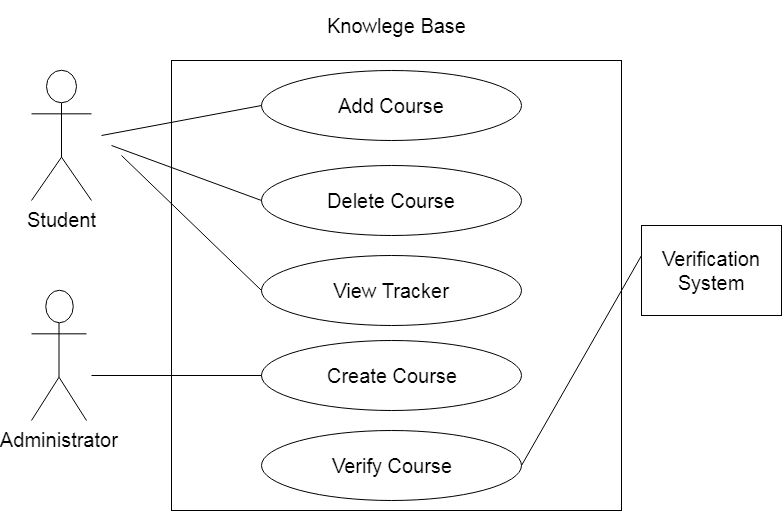 Knowlege Base
Add Course
Student
Delete Course
Verification
System
View Tracker
Create Course
Administrator
Verify Course